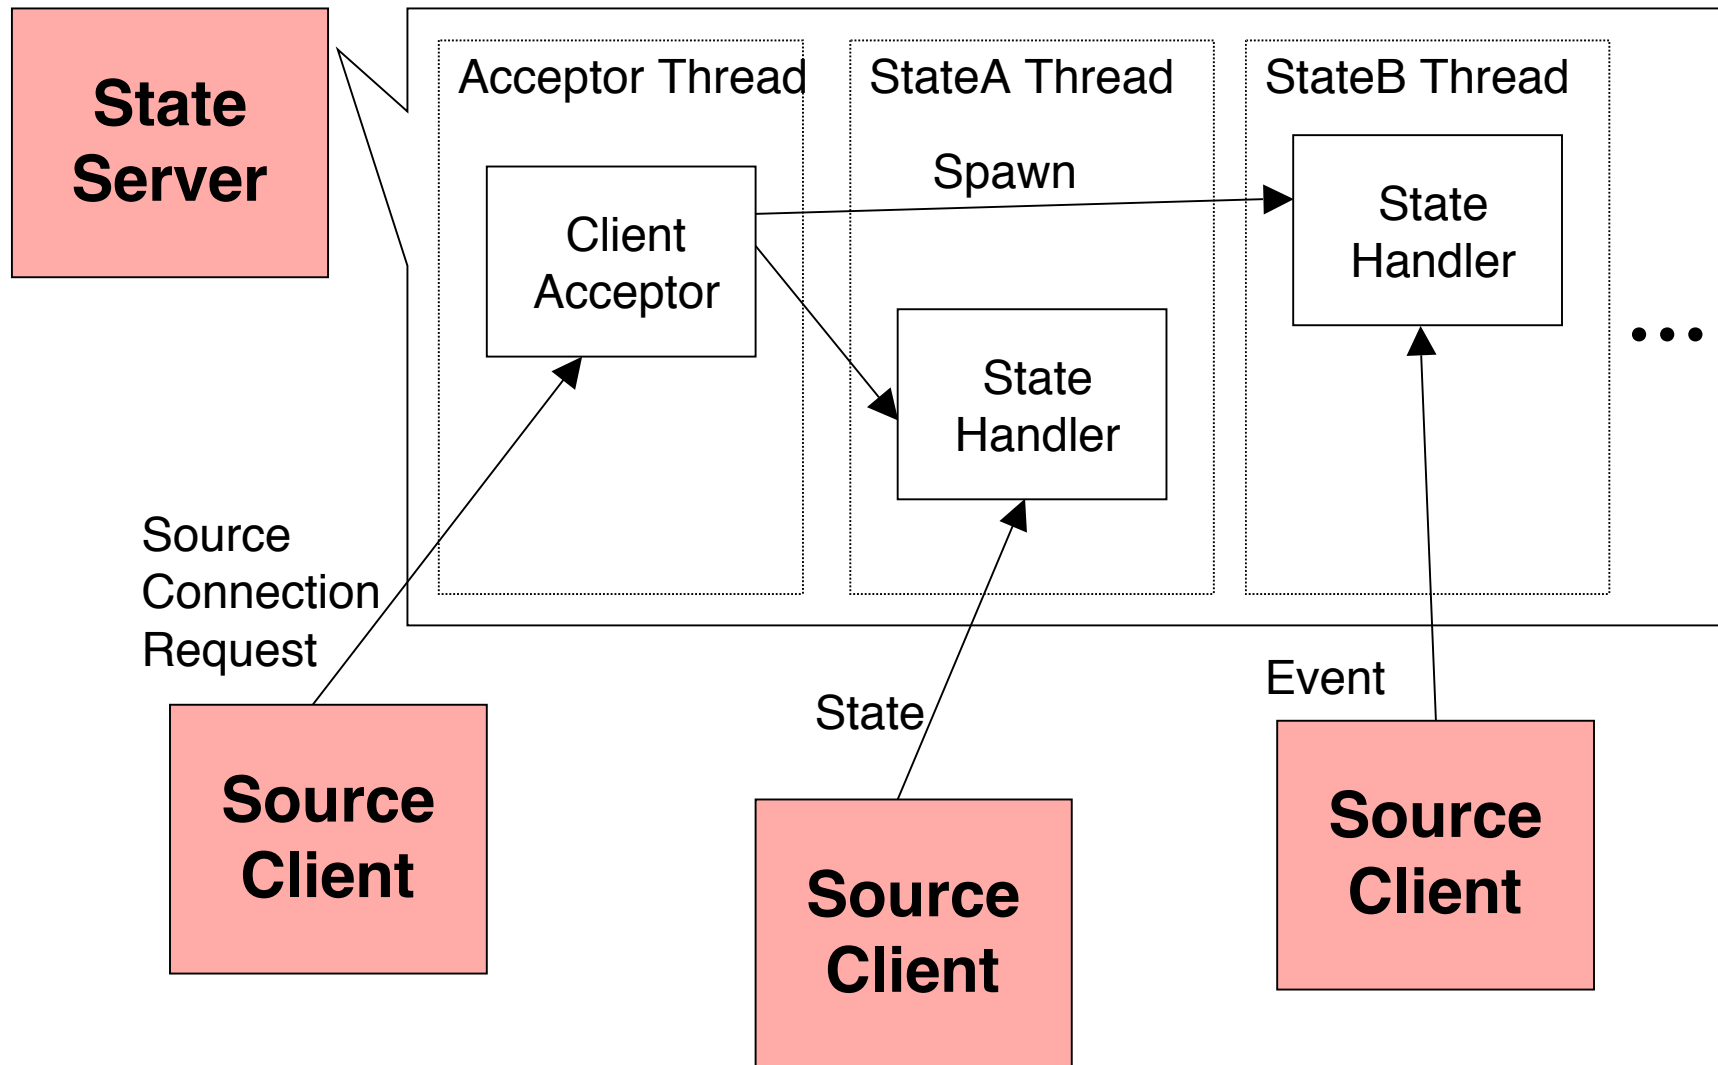 State
Server
Acceptor Thread
StateA Thread
StateB Thread
Spawn
Client
Acceptor
State
Handler
State
Handler
...
Source
Connection
Request
State
Event
Source
Client
Source
Client
Source
Client